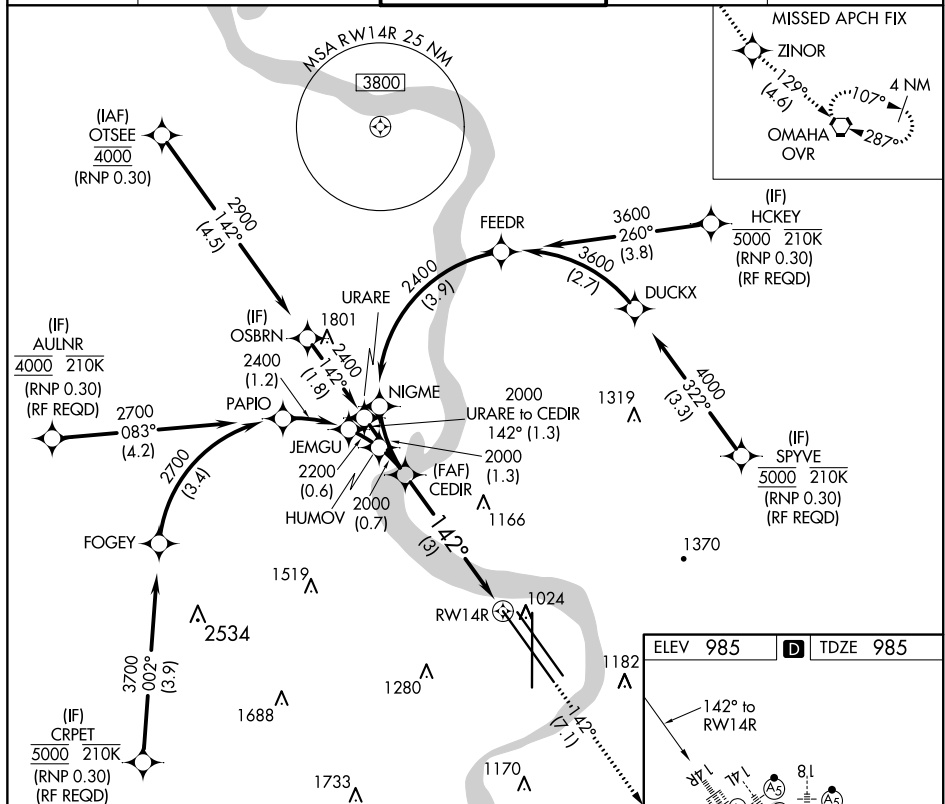 MSA RW14R 25 NM
3800
MISSED APCH FIX
ZINOR
129°
(4.6)
4 NM
107°
287°
OMAHA
OVR
(IAF)
OTSEE
4000
(RNP 0.30)
2900
142°
(4.5)
FEEDR
3600
260°
(3.8)
(IF)
HCKEY
5000 210K
(RNP 0.30)
(RF REQD)
3600
(2.7)
DUCKX
2400
(3.9)
URARE
(IF)
OSBRN
1801
2400
142°
(1.8)
(IF)
AULNR
4000 210K
(RNP 0.30)
(RF REQD)
2400
(1.2)
PAPIO
NIGME
2000
URARE to CEDIR
142° (1.3)
1319
4000
322°
(3.3)
2700
083°
(4.2)
JEMGU
2200
(0.6)
HUMOV
2000
(0.7)
2000
(1.3)
(FAF)
CEDIR
(IF)
SPYVE
5000 210K
(RNP 0.30)
(RF REQD)
2700
(3.4)
1166
142°
(3)
FOGEY
1370
1519
RW14R
1024
2534
3700
002°
(3.9)
1280
1182
1688
(IF)
CRPET
5000 210K
(RNP 0.30)
(RF REQD)
142°
(7.1)
1733
1170
ELEV 985
D
TDZE 985
142° to
RW14R
14R
14L
18
A5
A5